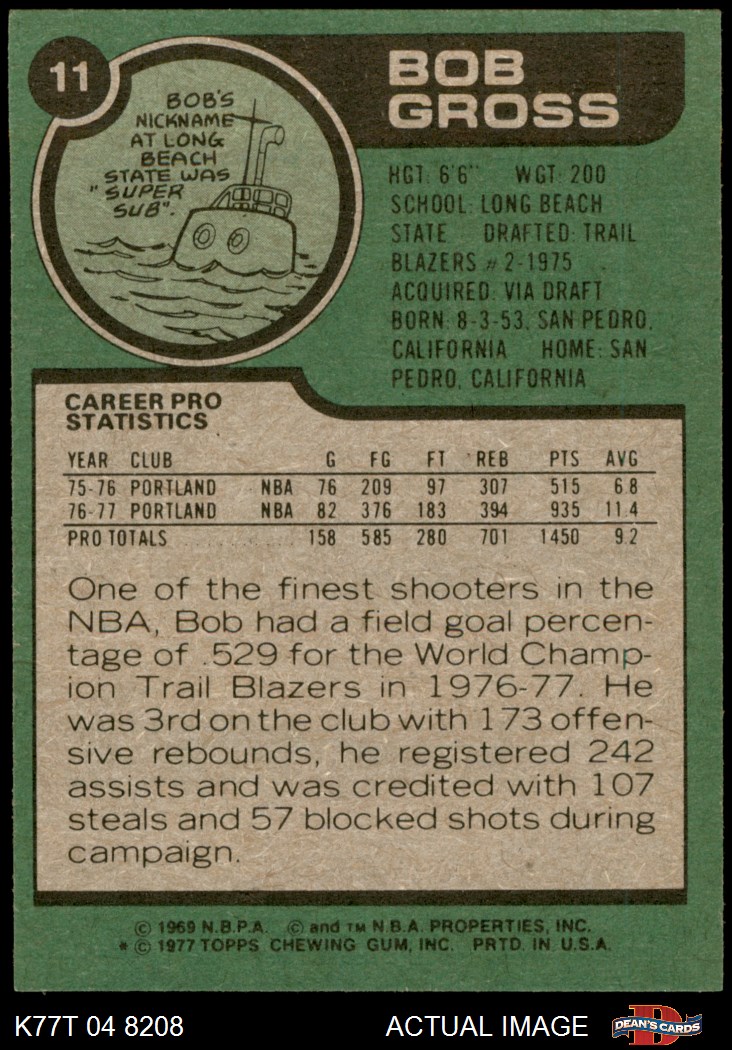 11
BOB
GROSS
BOB'S
NICKNAME
AT LONG
BEACH
STATE WAS
"SUPER
SUB".
HGT: 6'6" WGT: 200
SCHOOL: LONG BEACH
STATE DRAFTED: TRAIL
BLAZERS #2-1975
ACQUIRED: VIA DRAFT
BORN: 8-3-53, SAN PEDRO,
CALIFORNIA HOME: SAN
PEDRO, CALIFORNIA
CAREER PRO
STATISTICS
YEAR CLUB G FG FT REB PTS AVG
75-76 PORTLAND NBA 76 209 97 307 515 6.8
76-77 PORTLAND NBA 82 376 183 394 935 11.4
PRO TOTALS 158 585 280 701 1450 9.2
One of the finest shooters in the
NBA, Bob had a field goal percen-
tage of .529 for the World Champ-
ion Trail Blazers in 1976-77. He
was 3rd on the club with 173 offen-
sive rebounds, he registered 242
assists and was credited with 107
steals and 57 blocked shots during
campaign.
© 1969 N.B.P.A. © and TM N.B.A. PROPERTIES, INC.
* © 1977 TOPPS CHEWING GUM, INC. PRTD. IN U.S.A.
K77T 04 8208 ACTUAL IMAGE
D
DEAN'S CARDS